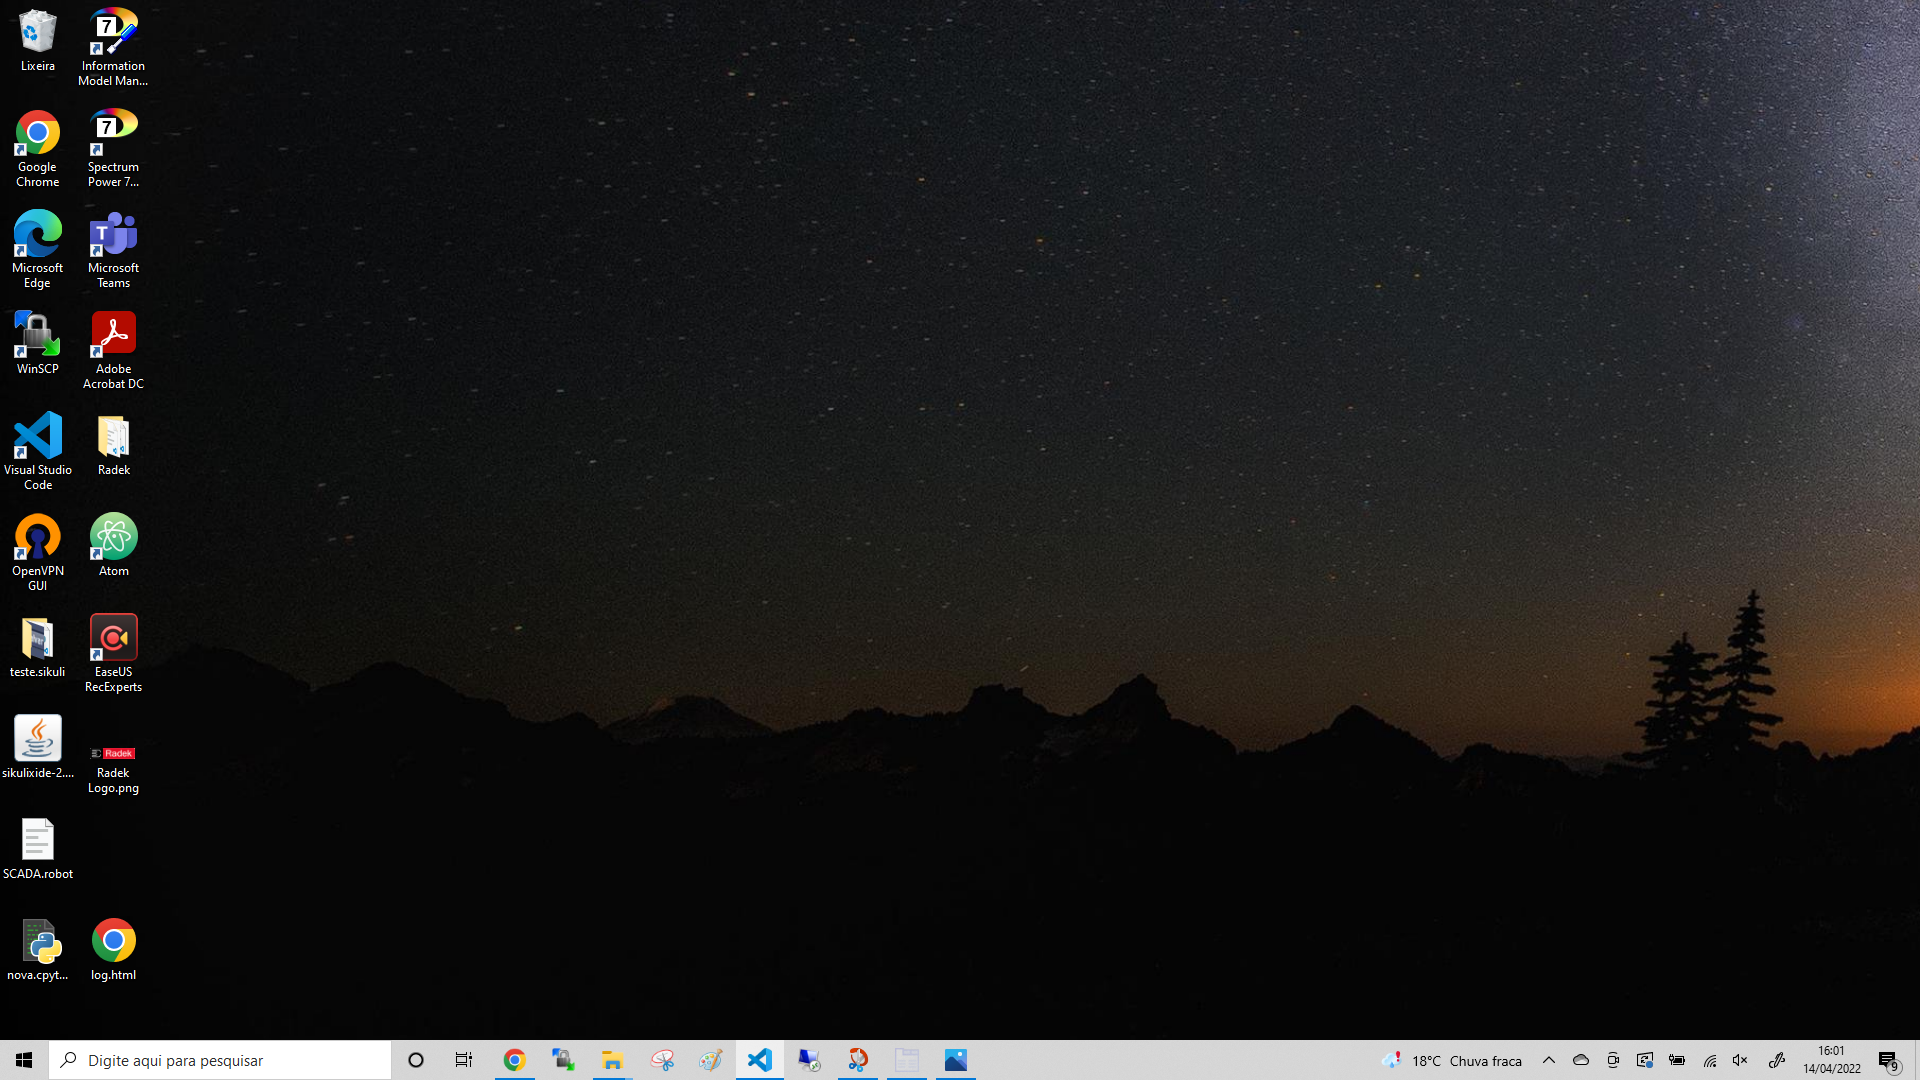 Lixeira
Information
Model Man...
Google
Chrome
Spectrum
Power 7...
Microsoft
Edge
Microsoft
Teams
WinSCP
Adobe
Acrobat DC
Visual Studio
Code
Radek
OpenVPN
GUI
Atom
teste.sikuli
EaseUS
RecExperts
sikulixide-2....
Radek
Radek
Logo.png
SCADA.robot
nova.cpyt...
log.html
Digite aqui para pesquisar
18°C Chuva fraca
16:01
14/04/2022
9
7
7
T